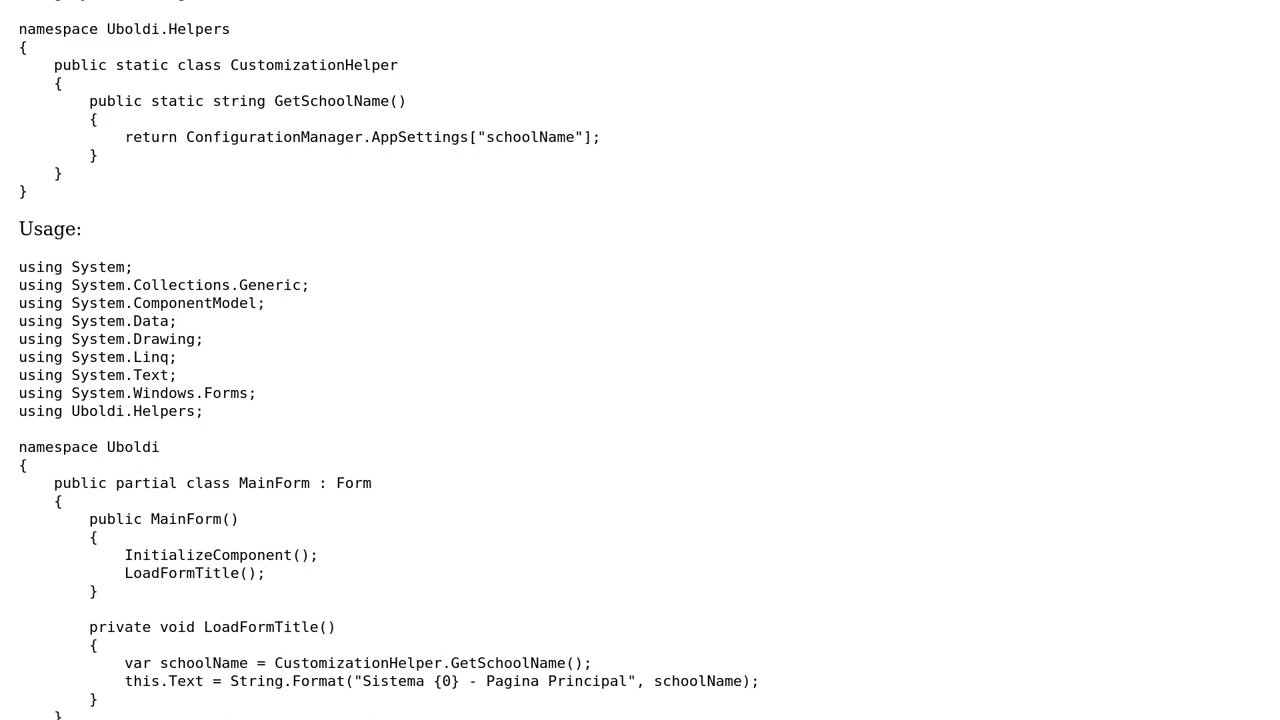 namespace Uboldi.Helpers
{
    public static class CustomizationHelper
    {
        public static string GetSchoolName()
        {
            return ConfigurationManager.AppSettings["schoolName"];
        }
    }
}
Usage:
using System;
using System.Collections.Generic;
using System.ComponentModel;
using System.Data;
using System.Drawing;
using System.Linq;
using System.Text;
using System.Windows.Forms;
using Uboldi.Helpers;
namespace Uboldi
{
    public partial class MainForm : Form
    {
        public MainForm()
        {
            InitializeComponent();
            LoadFormTitle();
        }
        private void LoadFormTitle()
        {
            var schoolName = CustomizationHelper.GetSchoolName();
            this.Text = String.Format("Sistema {0} - Pagina Principal", schoolName);
        }
    }